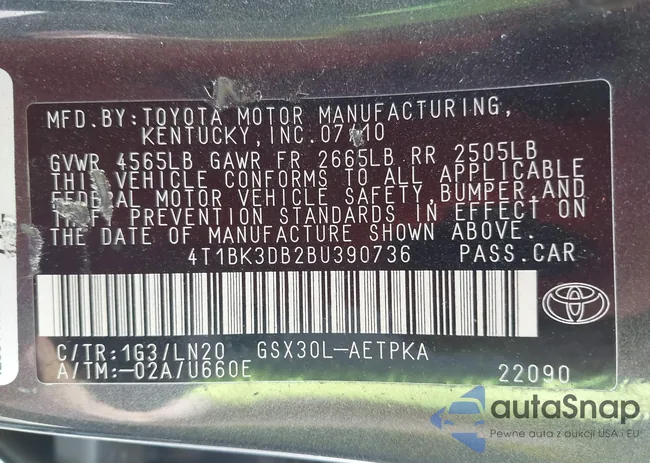 MFD.BY:TOYOTA MOTOR MANUFACTURING,
KENTUCKY,INC.07/10
GVWR 4565LB GAWR FR 2665LB RR 2505LB
THIS VEHICLE CONFORMS TO ALL APPLICABLE
FEDERAL MOTOR VEHICLE SAFETY,BUMPER,AND
THEFT PREVENTION STANDARDS IN EFFECT ON
THE DATE OF MANUFACTURE SHOWN ABOVE.
4T1BK3DB2BU390736 PASS.CAR
C/TR:1G3/LN20 GSX30L-AETPKA
A/TM:-02A/U660E 22090
autaSnap
Pewne auta z aukcji USA i EU